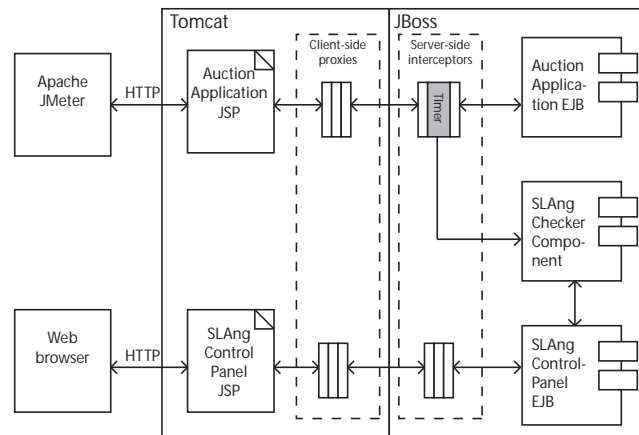 Tomcat
JBoss
Client-side
proxies
Server-side
interceptors
Apache
JMeter
HTTP
Auction
Application
JSP
Timer
Auction
Applica-
tion EJB
SLAng
Checker
Compo-
nent
Web
browser
HTTP
SLAng
Control
Panel
JSP
SLAng
Control-
Panel
EJB